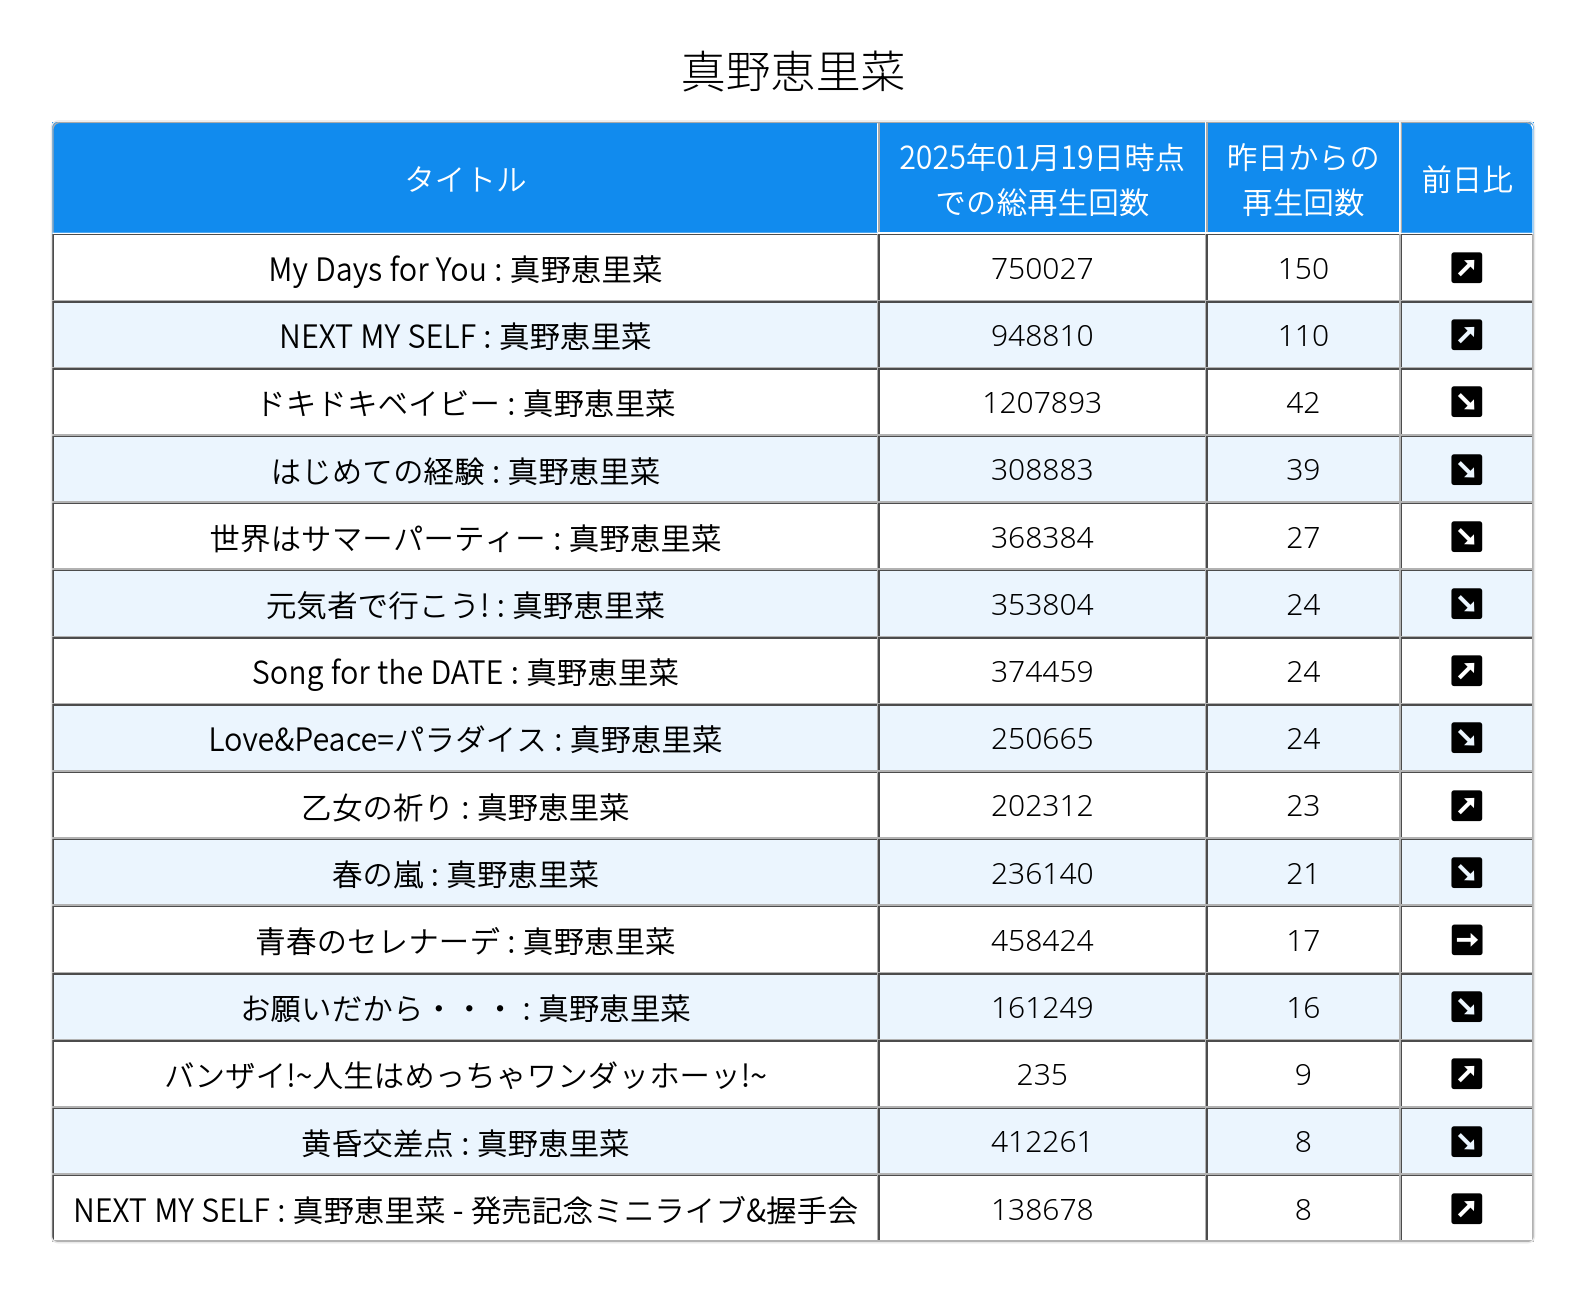 真野恵里菜
タイトル 2025年01月19日時点での総再生回数 昨日からの再生回数 前日比
My Days for You : 真野恵里菜 750027 150 ↗
NEXT MY SELF : 真野恵里菜 948810 110 ↗
ドキドキベイビー : 真野恵里菜 1207893 42 ↘
はじめての経験 : 真野恵里菜 308883 39 ↘
世界はサマーパーティー : 真野恵里菜 368384 27 ↘
元気者で行こう! : 真野恵里菜 353804 24 ↘
Song for the DATE : 真野恵里菜 374459 24 ↗
Love&Peace=パラダイス : 真野恵里菜 250665 24 ↘
乙女の祈り : 真野恵里菜 202312 23 ↗
春の嵐 : 真野恵里菜 236140 21 ↘
青春のセレナーデ : 真野恵里菜 458424 17 →
お願いだから・・・ : 真野恵里菜 161249 16 ↘
バンザイ!~人生はめっちゃワンダッホーッ!~ 235 9 ↗
黄昏交差点 : 真野恵里菜 412261 8 ↘
NEXT MY SELF : 真野恵里菜 - 発売記念ミニライブ&握手会 138678 8 ↗